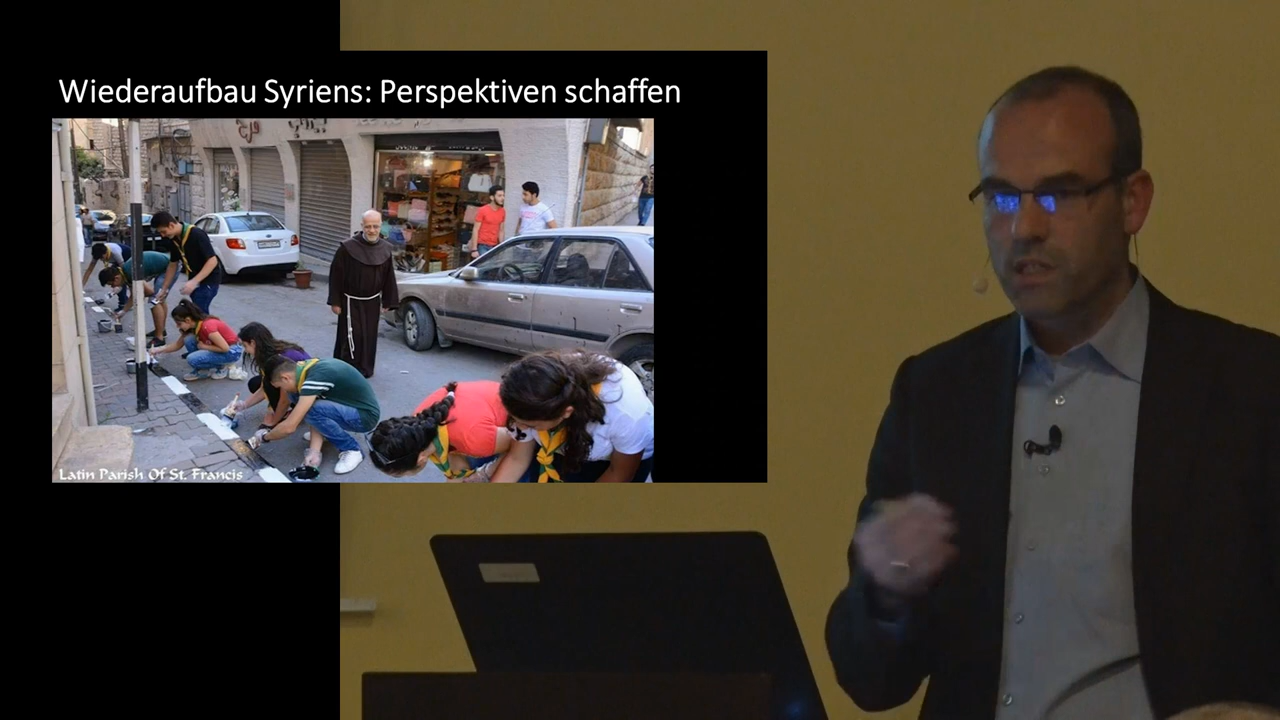 Wiederaufbau Syriens: Perspektiven schaffen
Latin Parish Of St. Francis